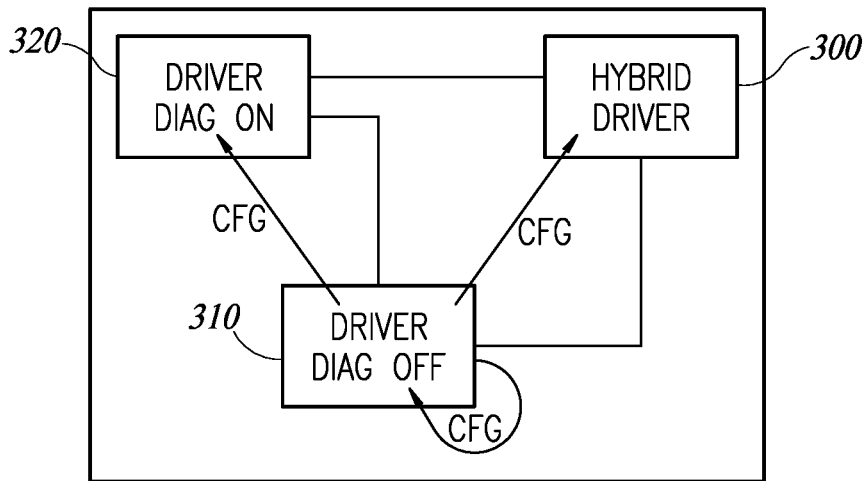 320
DRIVER
DIAG ON
HYBRID
DRIVER
300
CFG
CFG
310
DRIVER
DIAG OFF
CFG